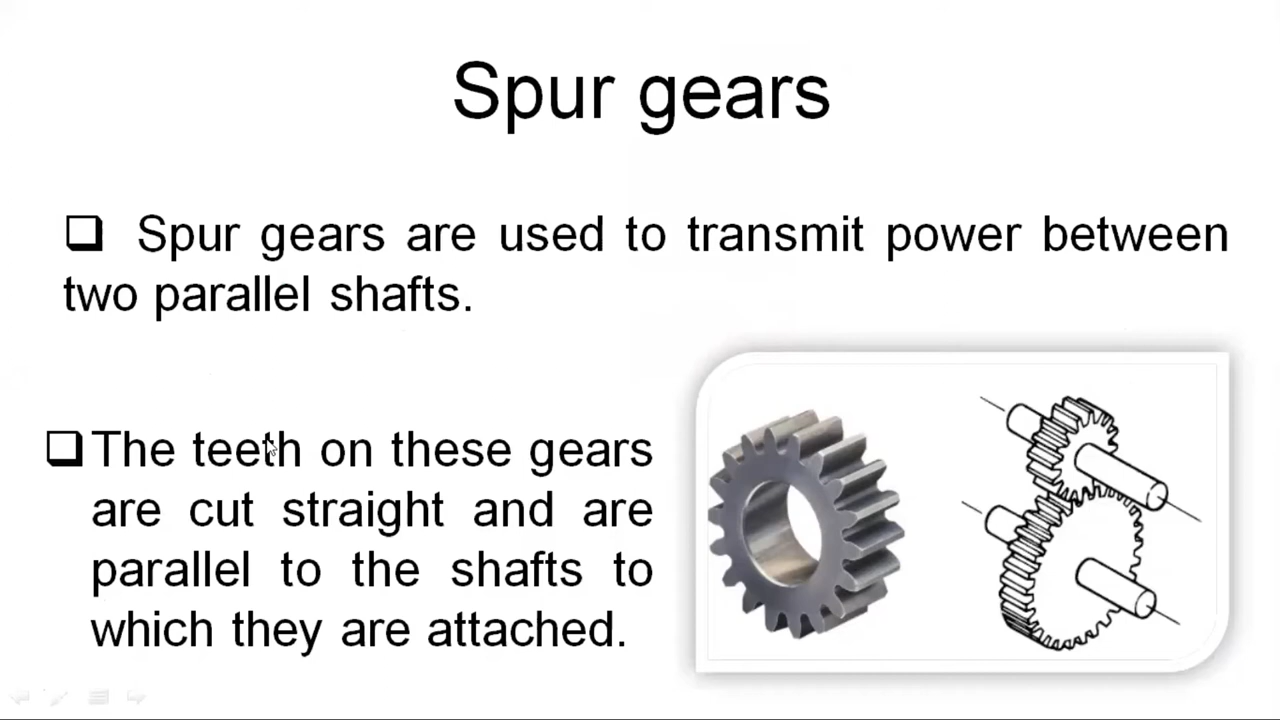 Spur gears
❑ Spur gears are used to transmit power between
two parallel shafts.
❑ The teeth on these gears
are cut straight and are
parallel to the shafts to
which they are attached.